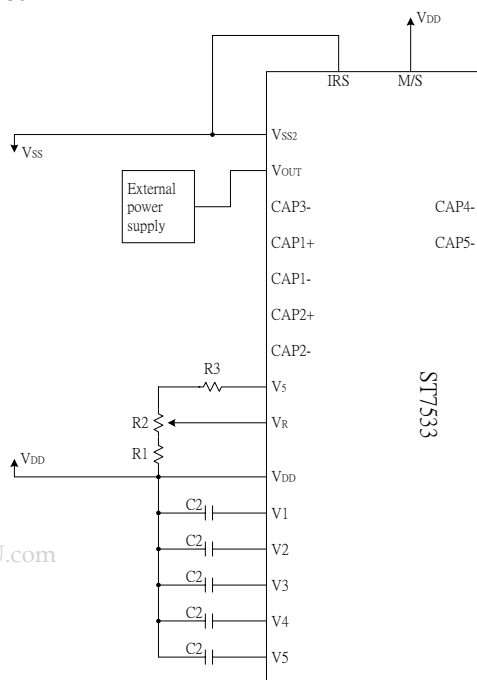 VDD
IRS M/S
VSS2
VSS
VOUT
External
power
supply
CAP3- CAP4-
CAP1+ CAP5-
CAP1-
CAP2+
CAP2-
R3
V5
ST7533
R2
VR
R1
VDD
VDD
C2 V1
C2 V2
J.com
C2 V3
C2 V4
C2 V5